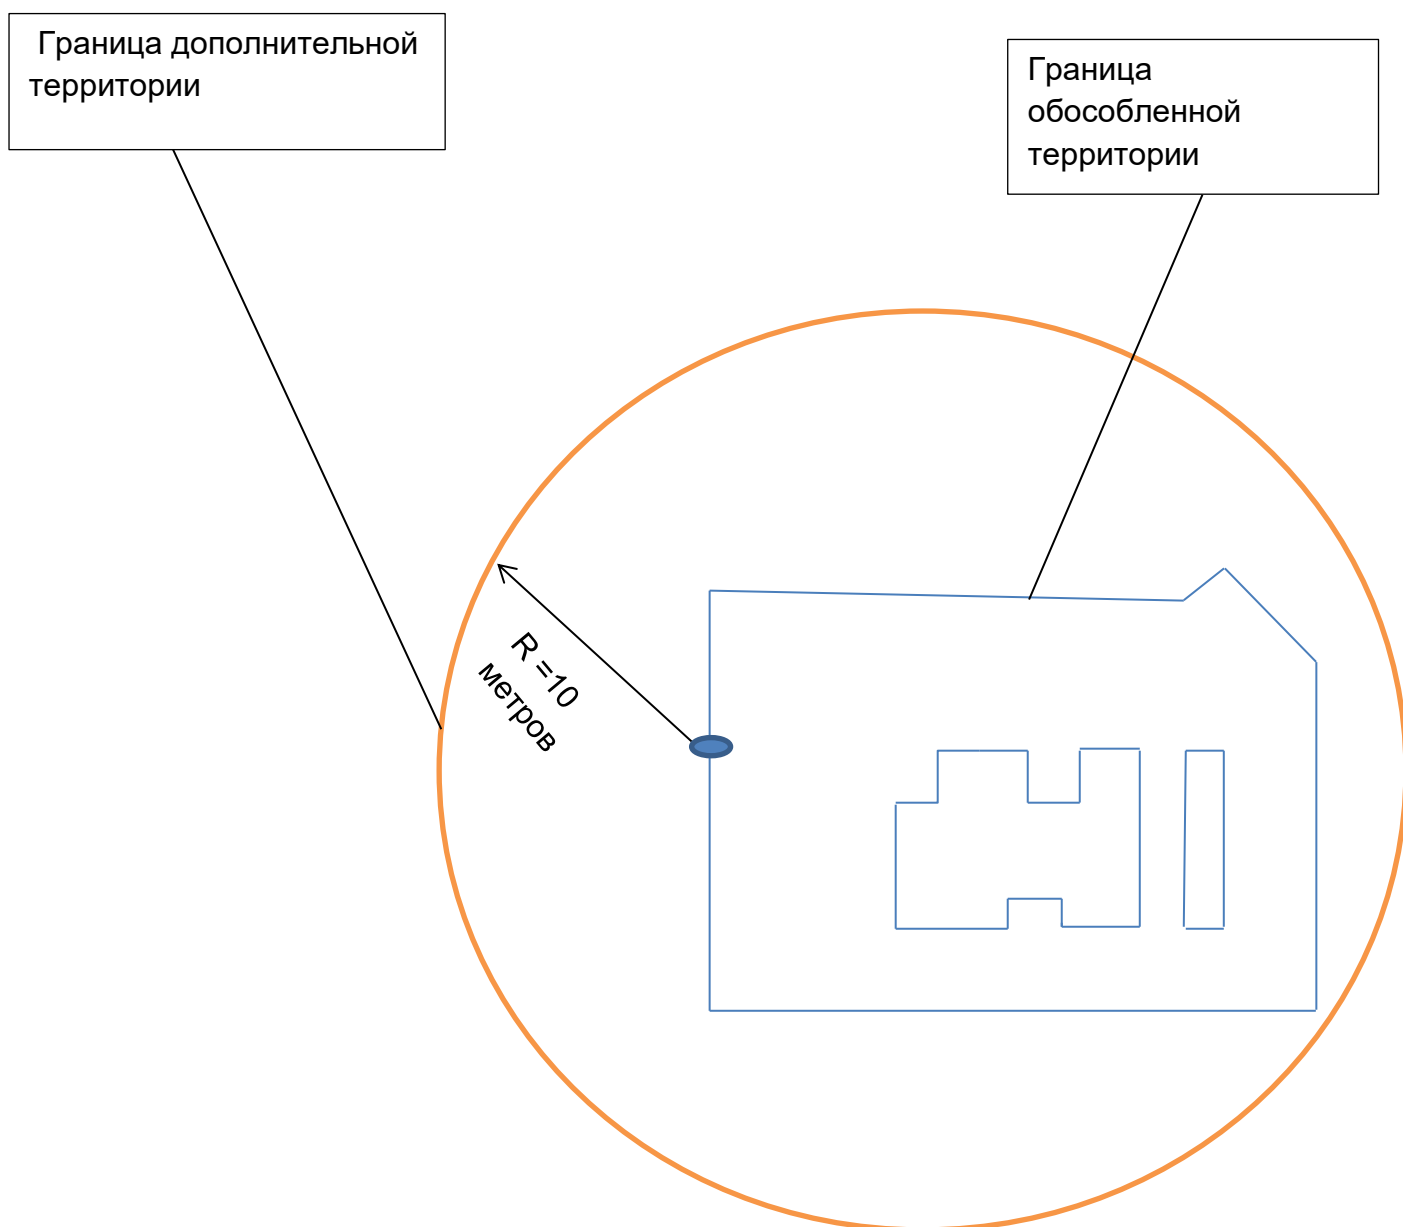 Граница дополнительной
территории
Граница
обособленной
территории
R =10
метров